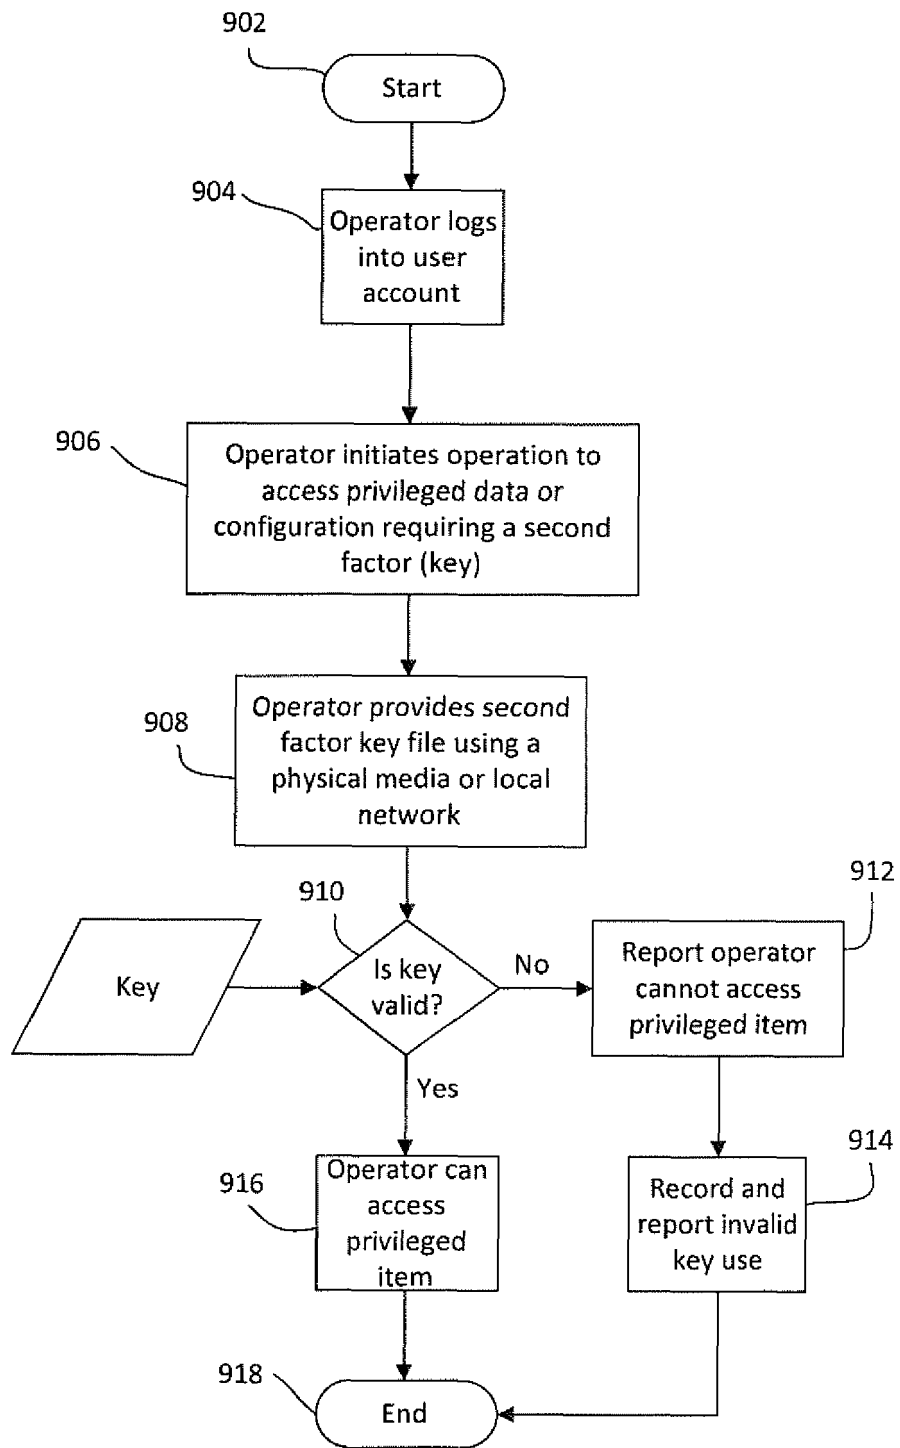 902
Start
904
Operator logs
into user
account
906
Operator initiates operation to
access privileged data or
configuration requiring a second
factor (key)
908
Operator provides second
factor key file using a
physical media or local
network
910
Key
Is key
valid?
No
912
Report operator
cannot access
privileged item
Yes
916
Operator can
access
privileged
item
914
Record and
report invalid
key use
918
End